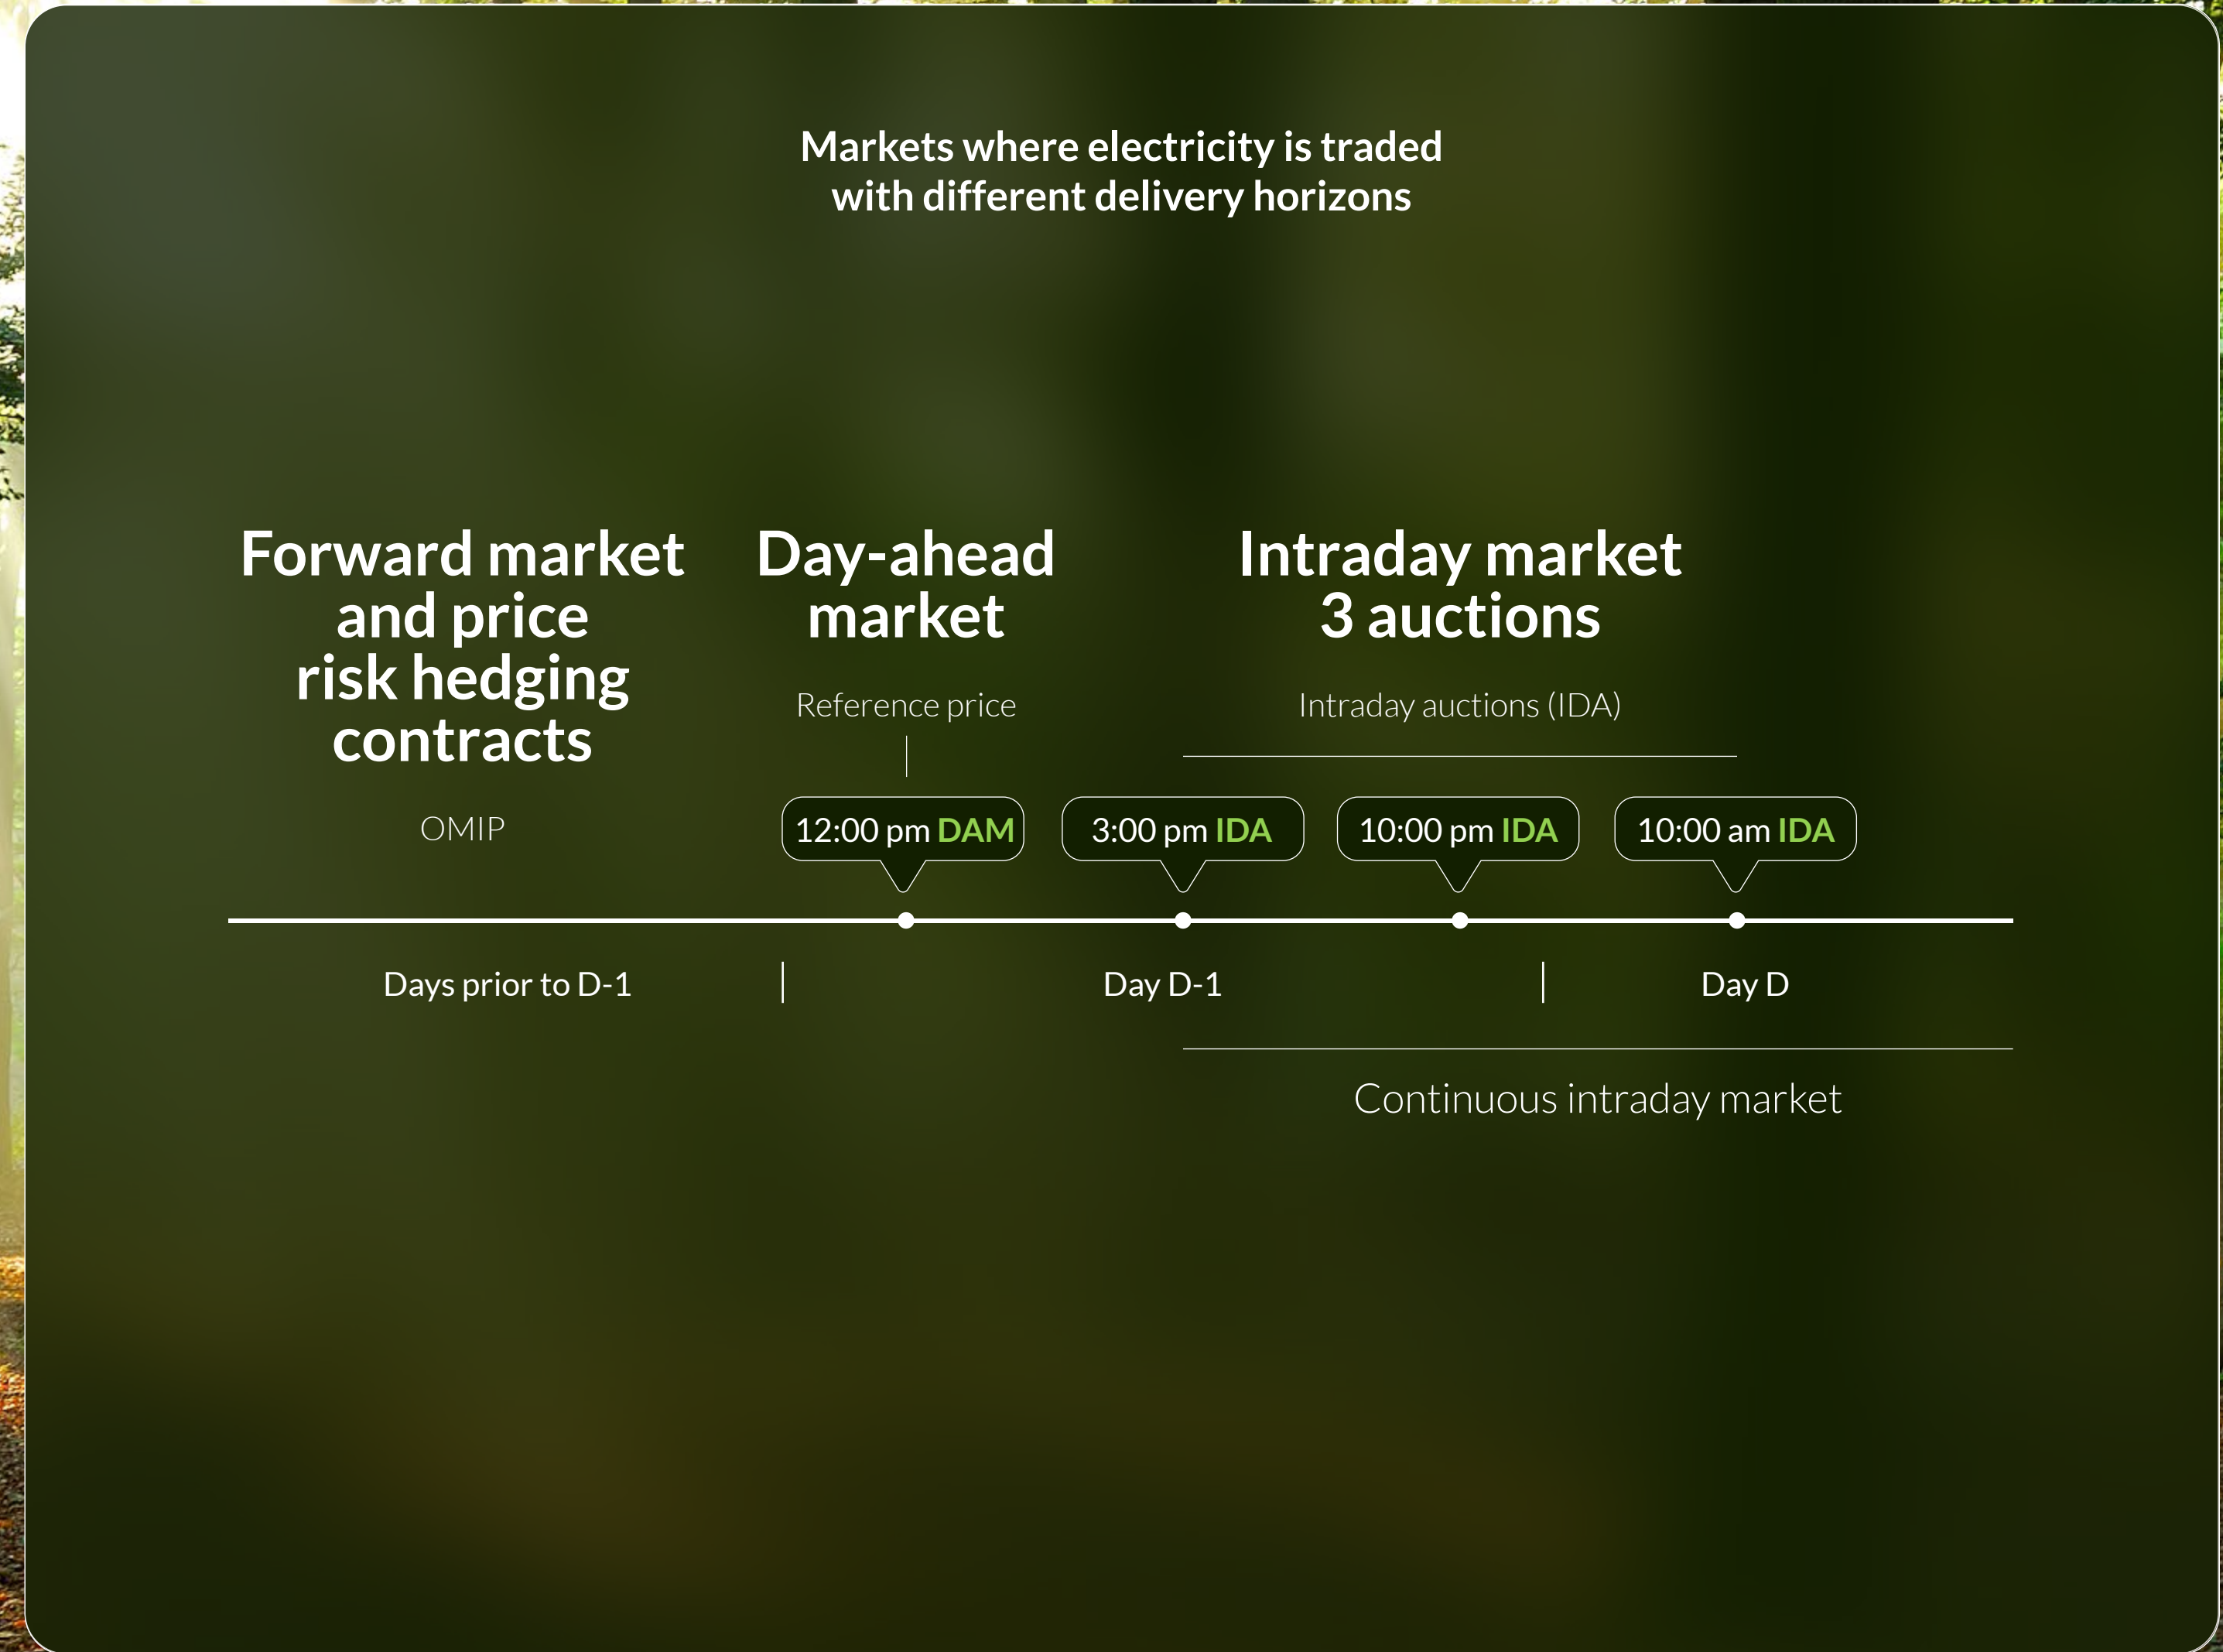 Markets where electricity is traded
with different delivery horizons
Forward market
and price
risk hedging
contracts
OMIP
Day-ahead
market
Reference price
Intraday market
3 auctions
Intraday auctions (IDA)
12:00 pm DAM
3:00 pm IDA
10:00 pm IDA
10:00 am IDA
Days prior to D-1
Day D-1
Day D
Continuous intraday market